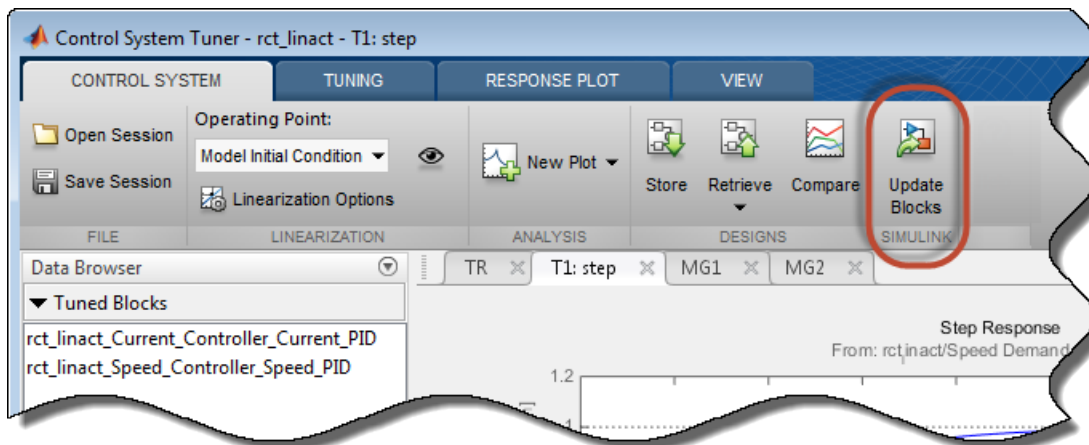 Control System Tuner - rct_linact - T1: step
CONTROL SYSTEM TUNING RESPONSE PLOT VIEW
Open Session
Save Session
FILE
Operating Point:
Model Initial Condition
Linearization Options
LINEARIZATION
New Plot
ANALYSIS
Store
Retrieve
Compare
DESIGNS
Update
Blocks
SIMULINK
Data Browser
Tuned Blocks
rct_linact_Current_Controller_Current_PID
rct_linact_Speed_Controller_Speed_PID
TR T1: step MG1 MG2
Step Response
From: rctlinact/Speed Demand
1.2
1